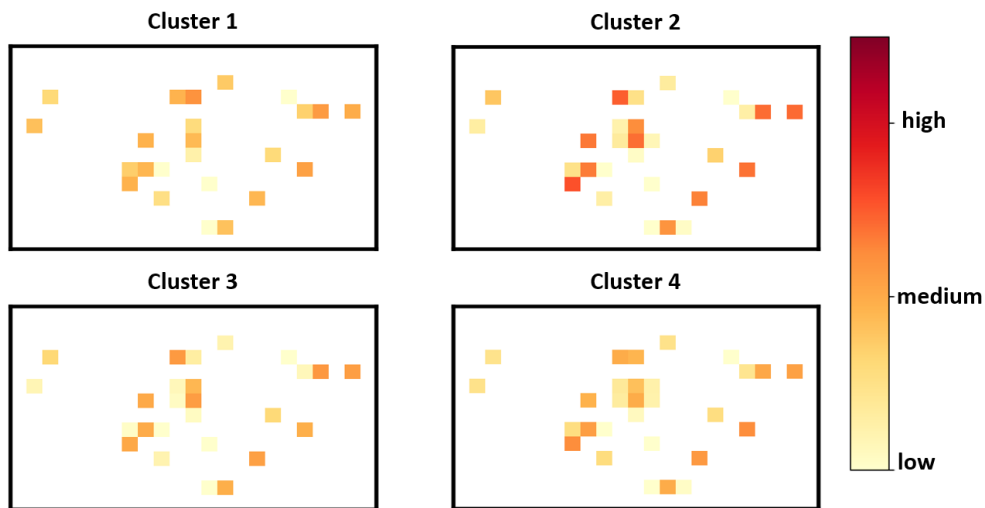 Cluster 1
Cluster 2
high
medium
low
Cluster 3
Cluster 4